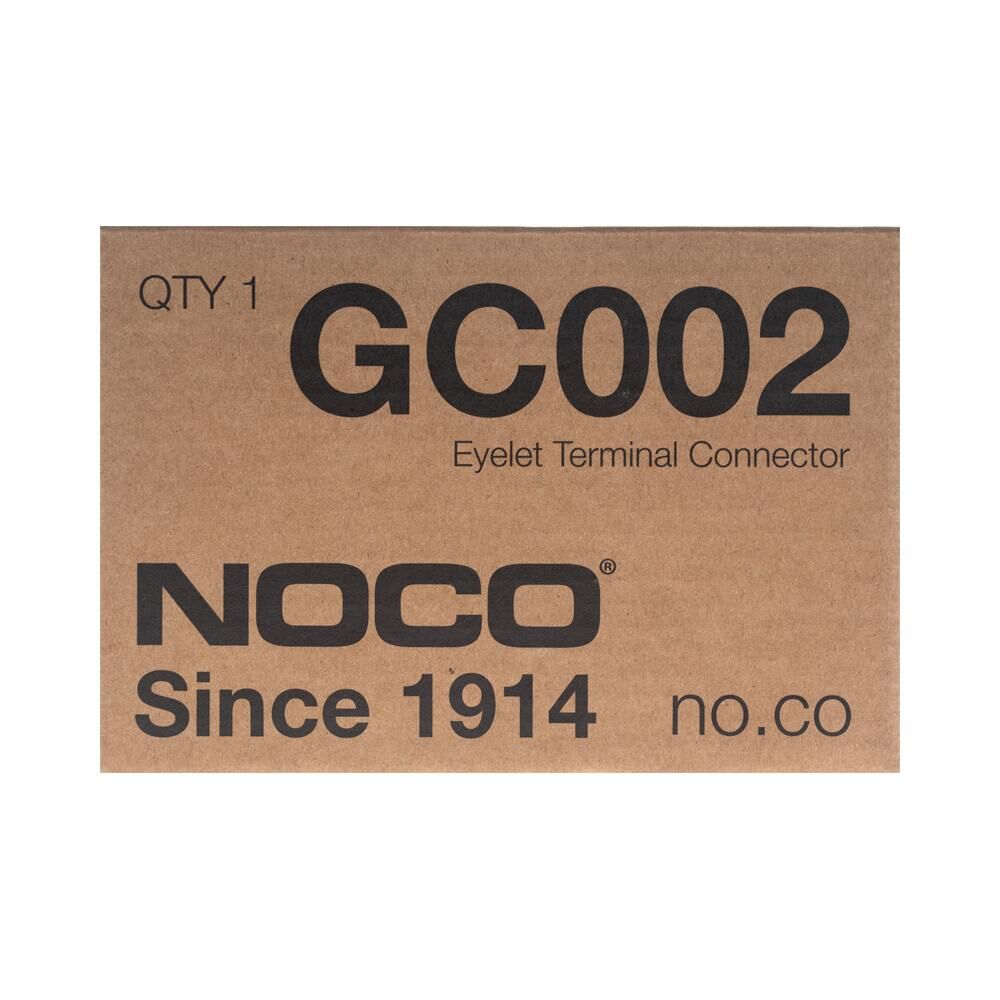 QTY 1
GC002
Eyelet Terminal Connector
NOCO®
Since 1914
no.co